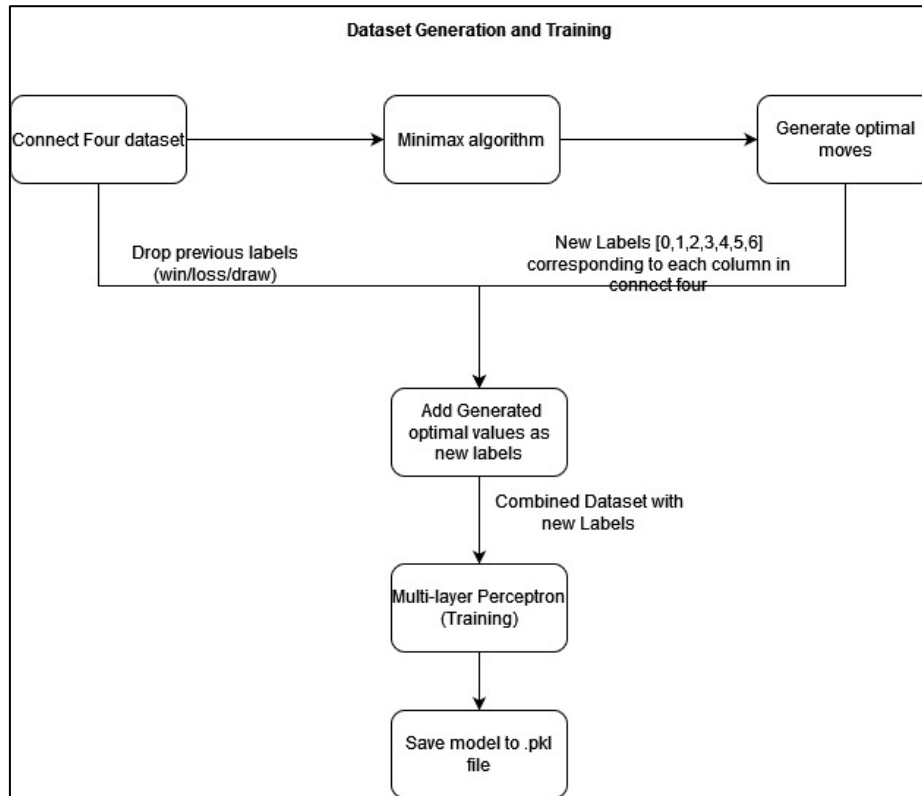 Dataset Generation and Training
Connect Four dataset
Minimax algorithm
Generate optimal
moves
Drop previous labels
(win/loss/draw)
New Labels [0,1,2,3,4,5,6]
corresponding to each column in
connect four
Add Generated
optimal values as
new labels
Combined Dataset with
new Labels
Multi-layer Perceptron
(Training)
Save model to .pkl
file